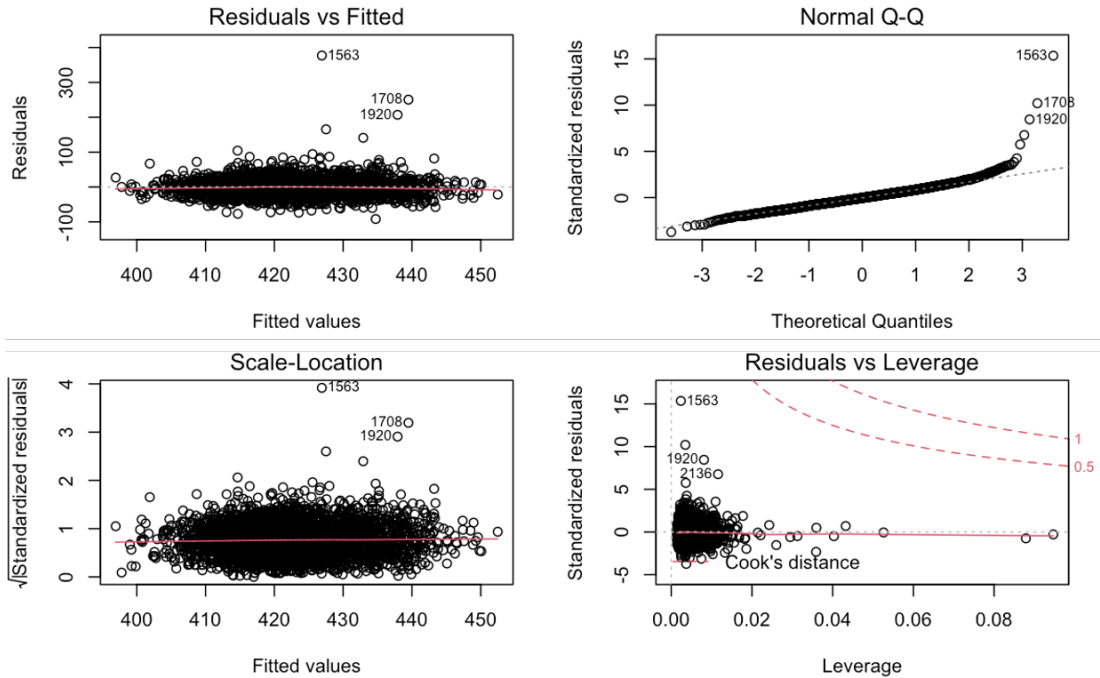 Residuals vs Fitted
Residuals
300
100
-100
1563
1708
1920
400 410 420 430 440 450
Fitted values
Normal Q-Q
Standardized residuals
15
10
5
0
1563
1708
1920
-3 -2 -1 0 1 2 3
Theoretical Quantiles
Scale-Location
√|Standardized residuals|
4
3
2
1
0
1563
1708
1920
400 410 420 430 440 450
Fitted values
Residuals vs Leverage
Standardized residuals
15
10
5
0
-5
1563
1920
2136
1
0.5
Cook's distance
0.00 0.02 0.04 0.06 0.08
Leverage